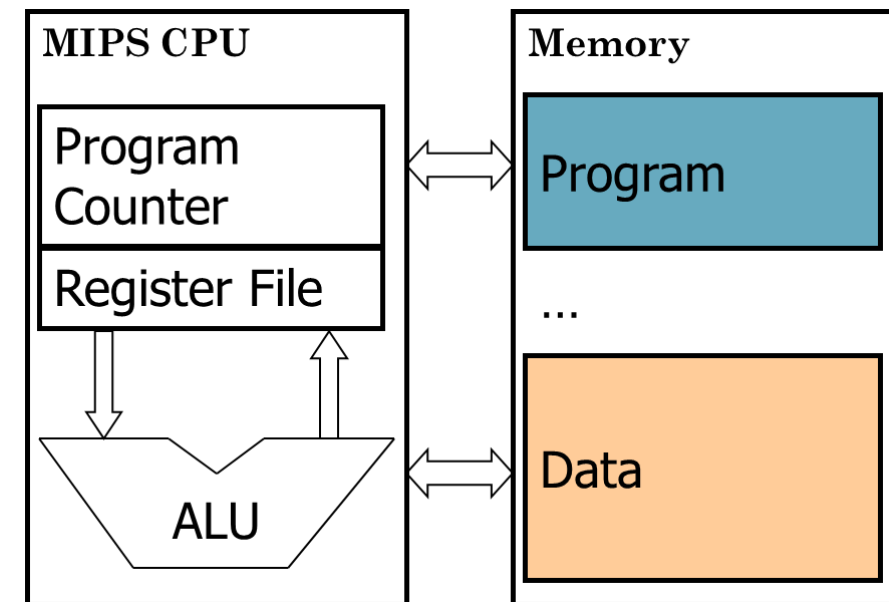 MIPS CPU
Program
Counter
Register File
ALU
Memory
Program
...
Data